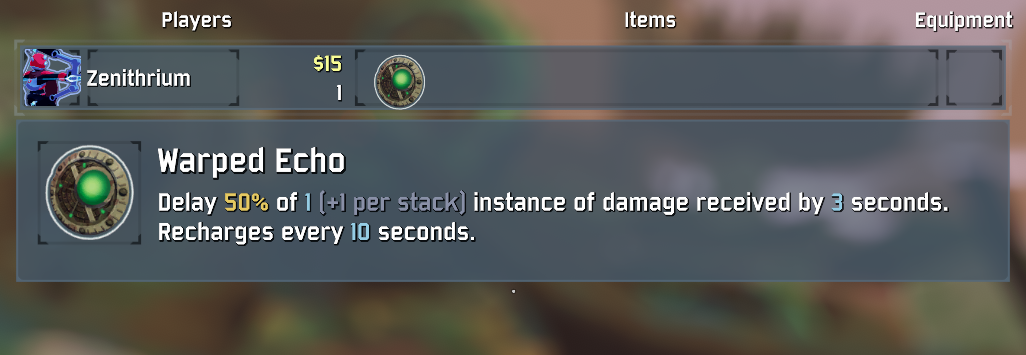 Players Items Equipment
Zenithrium $15
1
Warped Echo
Delay 50% of 1 (+1 per stack) instance of damage received by 3 seconds.
Recharges every 10 seconds.